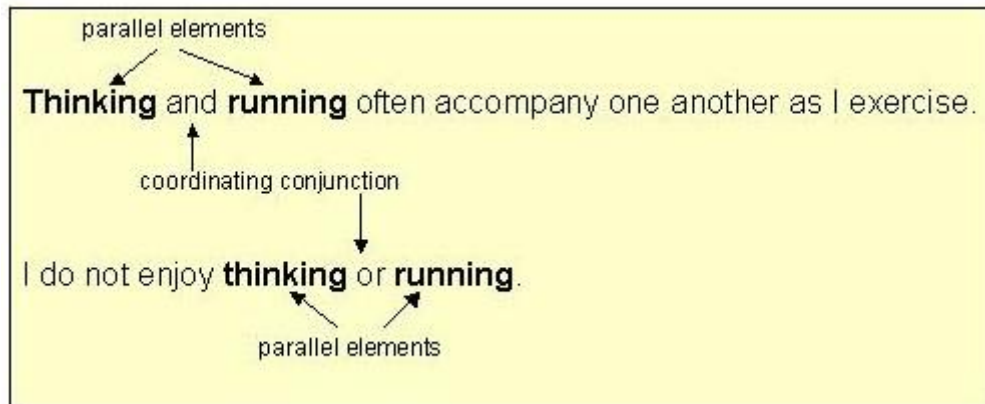 parallel elements
Thinking and running often accompany one another as I exercise.
coordinating conjunction
I do not enjoy thinking or running.
parallel elements